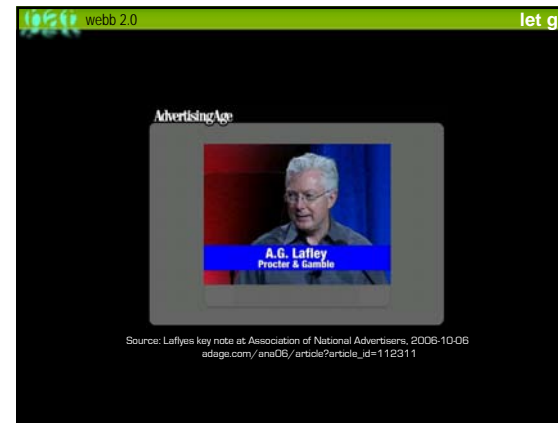 webb 2.0
let g
AdvertisingAge
A.G. Lafley
Procter & Gamble
Source: Laflyes key note at Association of National Advertisers, 2006-10-06
adage.com/ana06/article?article_id=112311